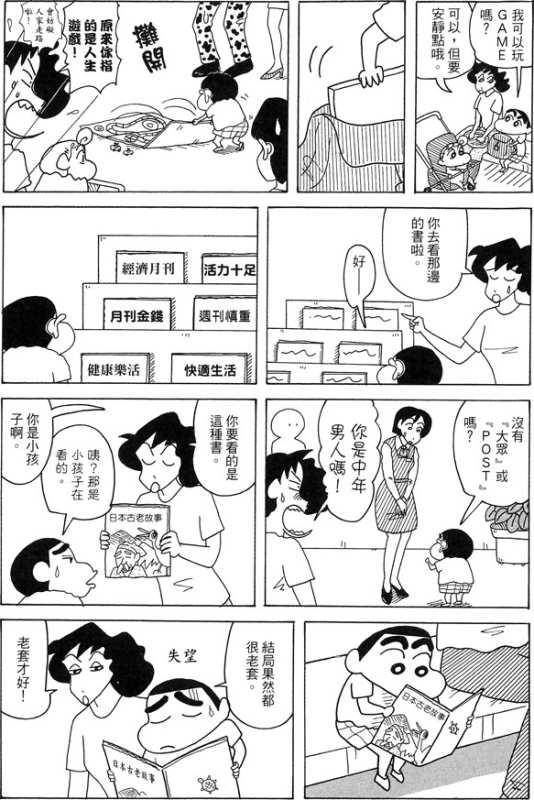 我可以玩
GAME
嗎？
可以，但要
安靜點哦。
攤開
原來你指
的是人生
遊戲！
會妨礙
人家走路
啦！
你去看那邊
的書啦。
好—
經濟月刊
活力十足
月刊金錢
週刊慎重
健康樂活
快適生活
沒有
『大眾』或
『POST』
嗎？
你是中年
男人嗎！
你要看的是
這種書。
日本古老故事
咦？那是
小孩子在
看的。
你是小孩
子啊。
日本古老故事
結局果然都
很老套。
失望
老套才好！
日本古老故事